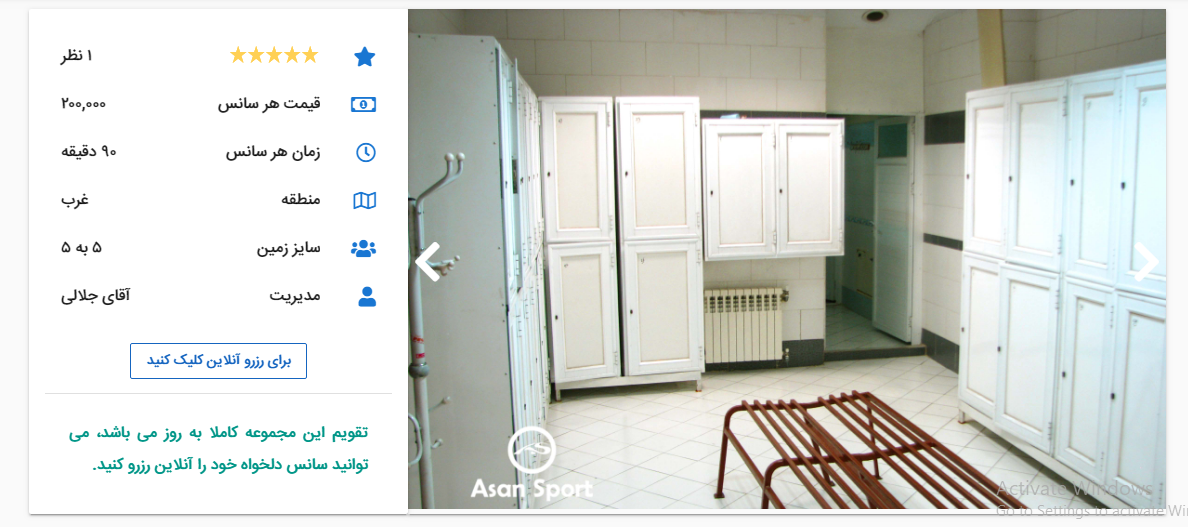 ۱ نظر
قیمت هر سانس ۲۰۰,۰۰۰
زمان هر سانس ۹۰ دقیقه
منطقه غرب
سایز زمین ۵ به ۵
مدیریت آقای جلالی
برای رزرو آنلاین کلیک کنید
تقویم این مجموعه کاملا به روز می باشد، می
توانید سانس دلخواه خود را آنلاین رزرو کنید.
Asan Sport
Activate Windows
Go to Settings to activate Wi